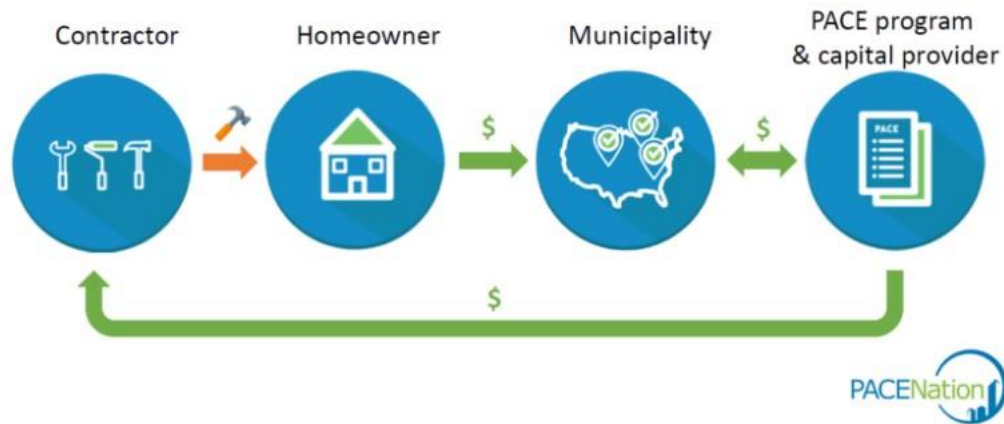 Contractor
Homeowner
Municipality
PACE program
& capital provider
$
$
PACE
$
PACENation